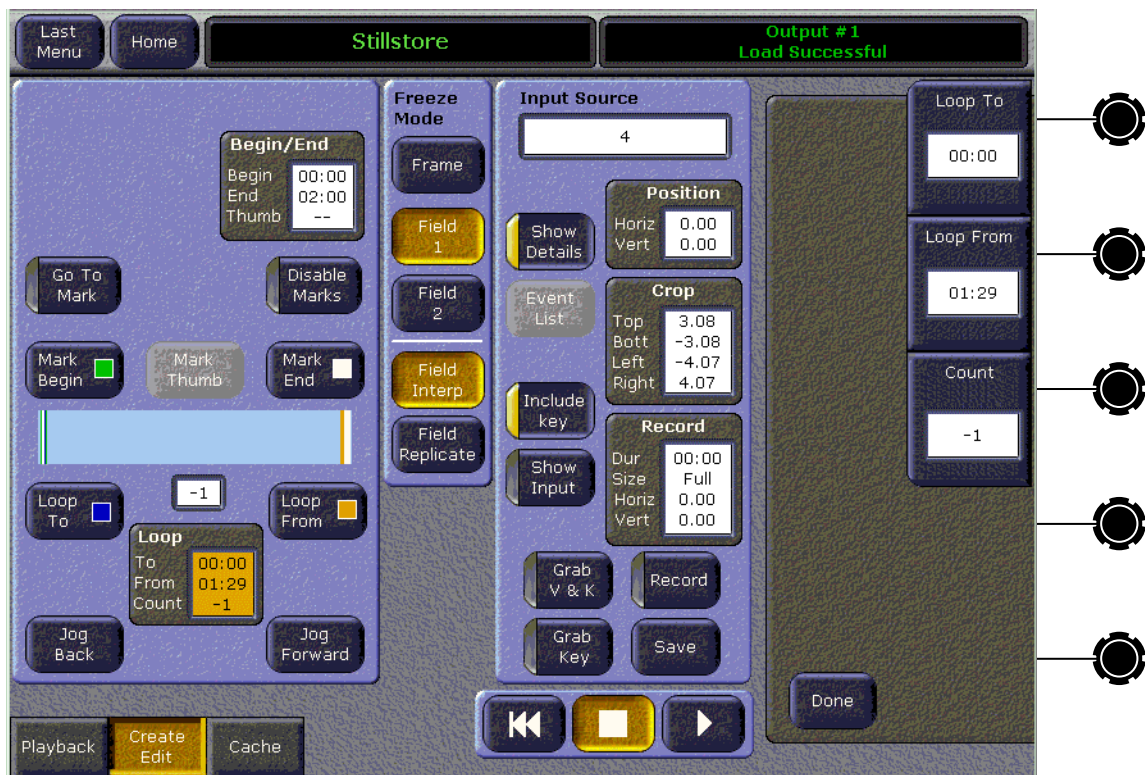 Last
Menu
Home
Stillstore
Output #1
Load Successful
Begin/End
Begin 00:00
End 02:00
Thumb --
Go To
Mark
Disable
Marks
Mark
Begin
Mark
Thumb
Mark
End
-1
Loop
To
Loop
From
Loop
To 00:00
From 01:29
Count -1
Jog
Back
Jog
Forward
Freeze
Mode
Frame
Field
1
Field
2
Field
Interp
Field
Replicate
Input Source
4
Show
Details
Event
List
Include
key
Show
Input
Position
Horiz 0.00
Vert 0.00
Crop
Top 3.08
Bott -3.08
Left -4.07
Right 4.07
Record
Dur 00:00
Size Full
Horiz 0.00
Vert 0.00
Grab
V & K
Record
Grab
Key
Save
Loop To
00:00
Loop From
01:29
Count
-1
Done
Playback
Create
Edit
Cache